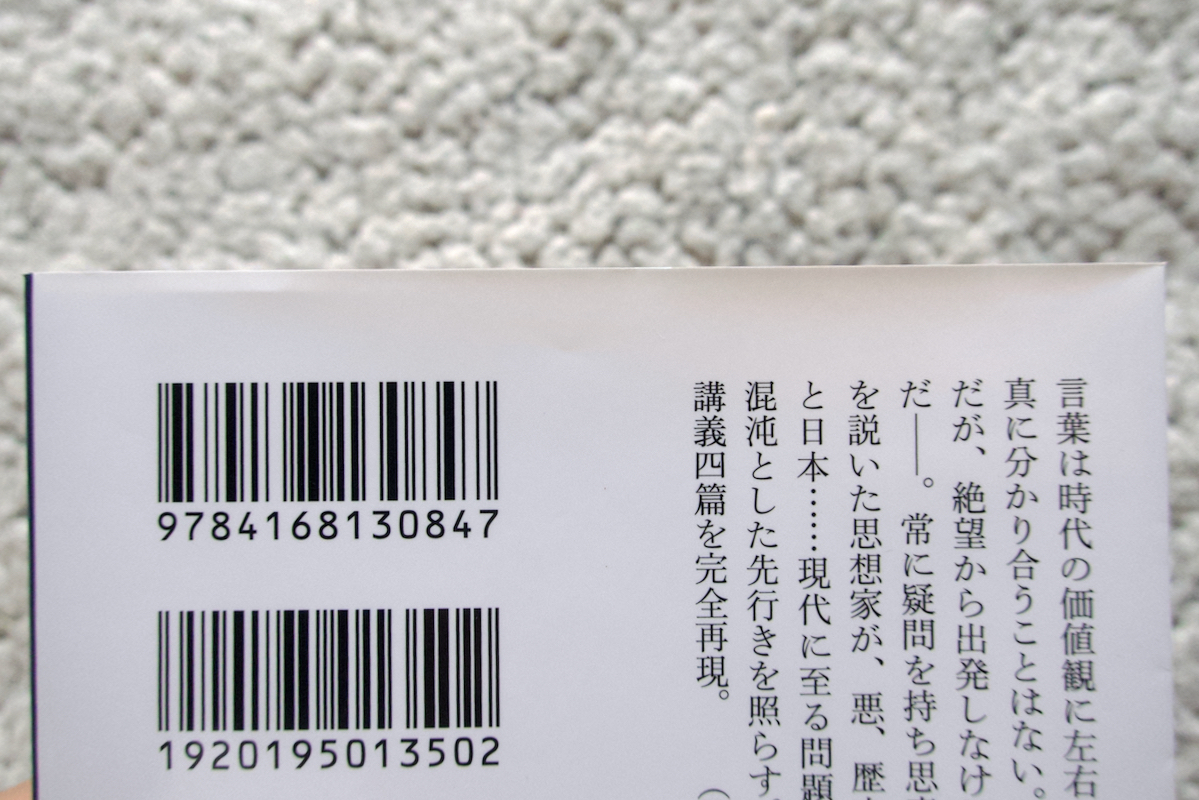 9784168130847
1920195013502
言葉は時代の価値観に左右
真に分かり合うことはない。
だが、絶望から出発しなけ
だ――。常に疑問を持ち思
を説いた思想家が、悪、歴
と日本……現代に至る問題
混沌とした先行きを照らす
講義四篇を完全再現。
（